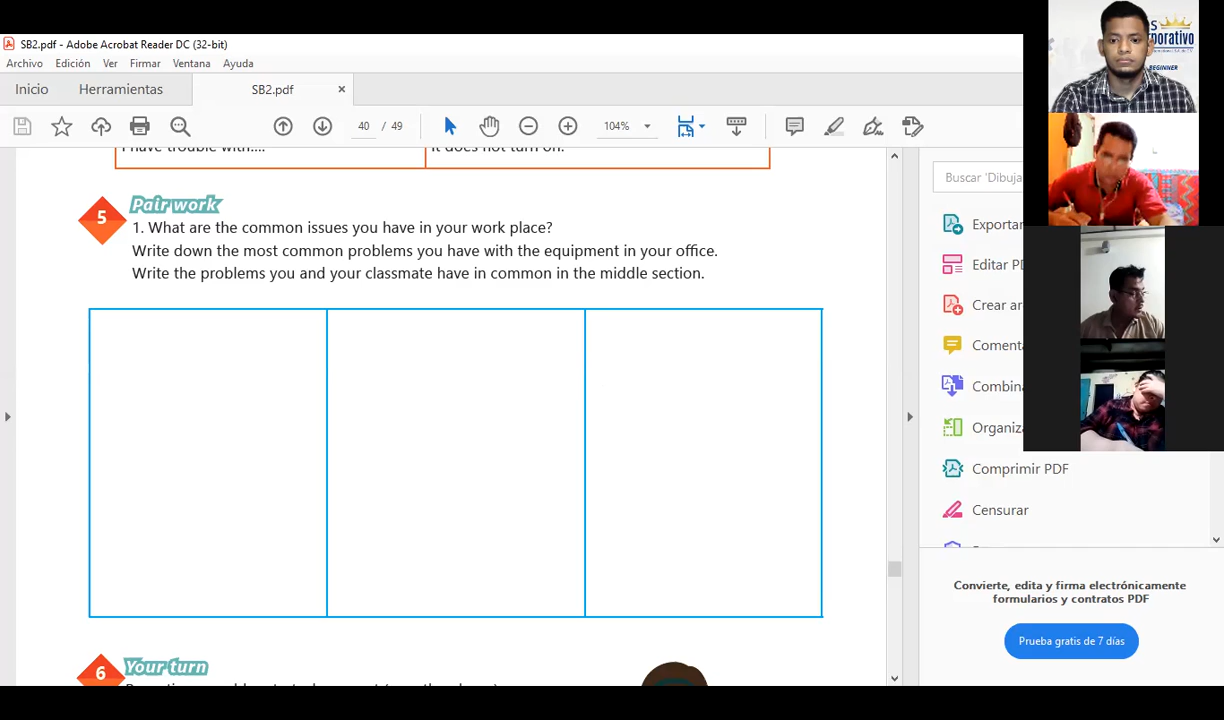 SB2.pdf - Adobe Acrobat Reader DC (32-bit)
Archivo Edición Ver Firmar Ventana Ayuda
Inicio Herramientas SB2.pdf ×
40 / 49 104%
I have trouble with.... It does not turn on.
5 Pair work
1. What are the common issues you have in your work place?
Write down the most common problems you have with the equipment in your office.
Write the problems you and your classmate have in common in the middle section.
6 Your turn
Buscar 'Dibuja
Exportar
Editar PD
Crear ar
Comenta
Combina
Organiza
Comprimir PDF
Censurar
Convierte, edita y firma electrónicamente
formularios y contratos PDF
Prueba gratis de 7 días
BEGINNER